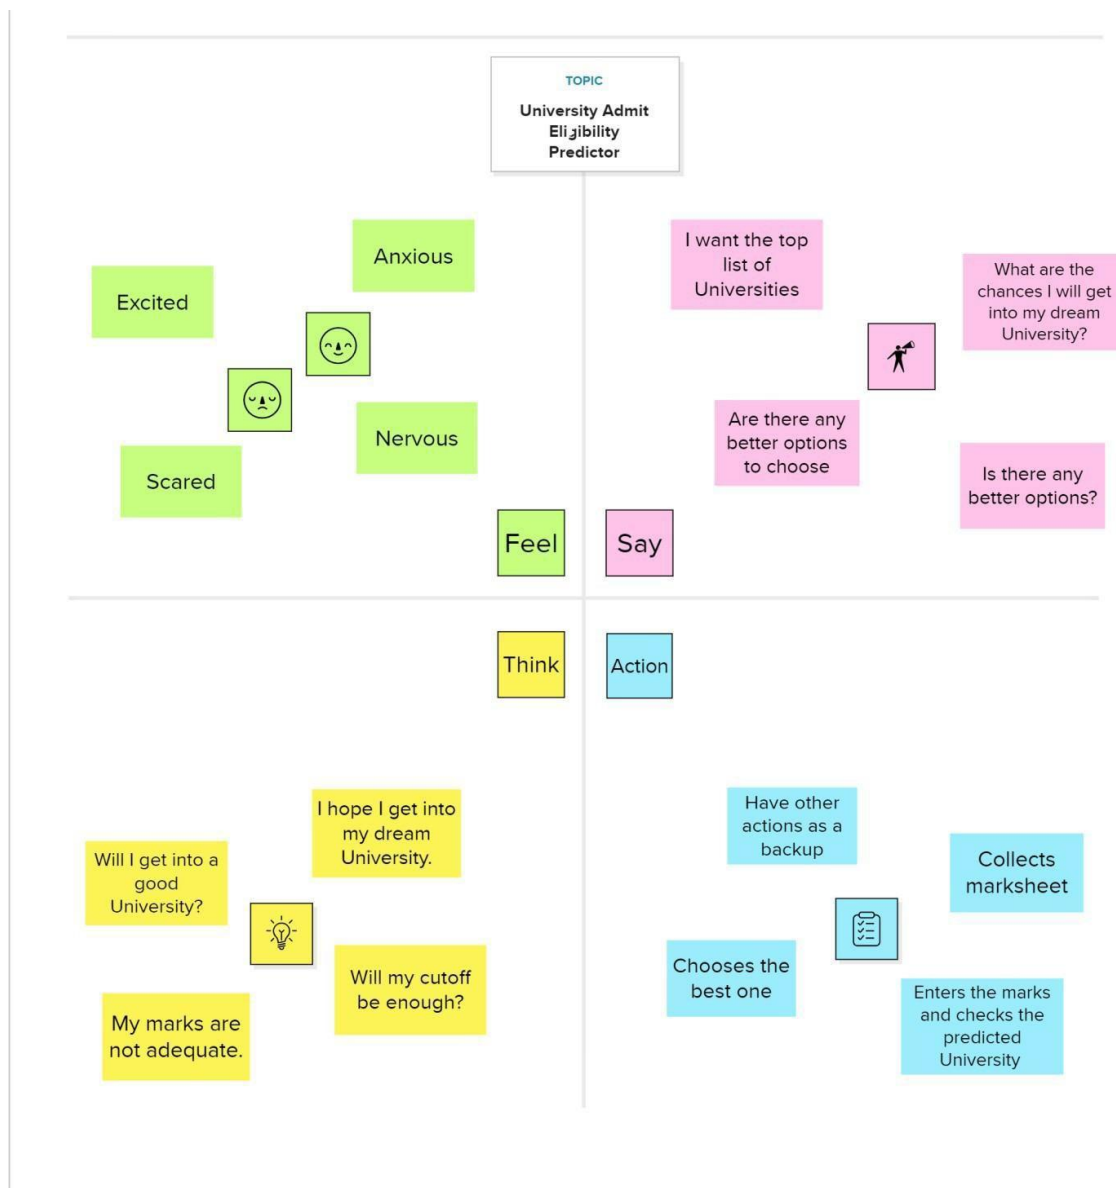 TOPIC
University Admit
Eligibility
Predictor
Excited
Anxious
Scared
Nervous
Feel
I want the top
list of
Universities
What are the
chances I will get
into my dream
University?
Are there any
better options
to choose
Is there any
better options?
Say
Think
Will I get into a
good
University?
I hope I get into
my dream
University.
My marks are
not adequate.
Will my cutoff
be enough?
Action
Have other
actions as a
backup
Collects
marksheet
Chooses the
best one
Enters the marks
and checks the
predicted
University